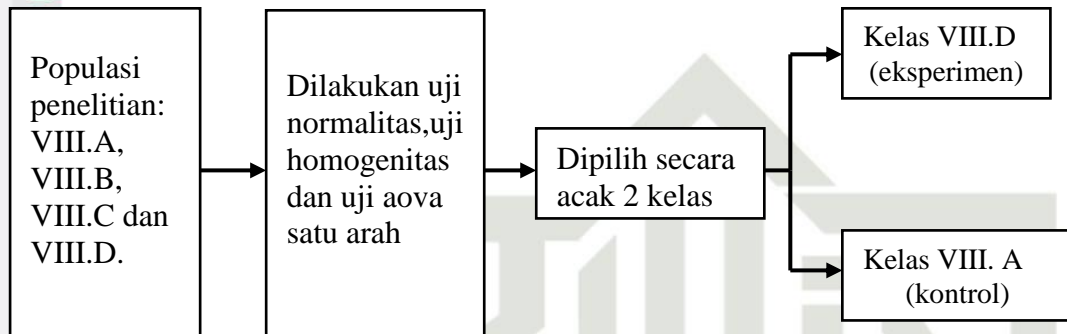 Populasi
penelitian:
VIII.A,
VIII.B,
VIII.C dan
VIII.D.
Dilakukan uji
normalitas,uji
homogenitas
dan uji aova
satu arah
Dipilih secara
acak 2 kelas
Kelas VIII.D
(eksperimen)
Kelas VIII. A
(kontrol)